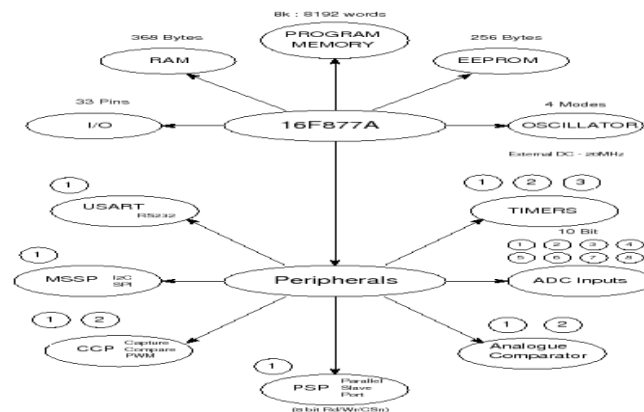 8k : 8192 words
PROGRAM
MEMORY
368 Bytes
RAM
256 Bytes
EEPROM
33 Pins
I/O
16F877A
4 Modes
OSCILLATOR
External DC - 20MHz
1
USART
RS232
1 2 3
TIMERS
10 Bit
1 2 3 4
5 6 7 8
ADC Inputs
1
MSSP I2C
SPI
Peripherals
1 2
CCP Capture
Compare
PWM
1 2
Analogue
Comparator
1
PSP Parallel
Slave
Port
(8 bit Rd/Wr/CSn)